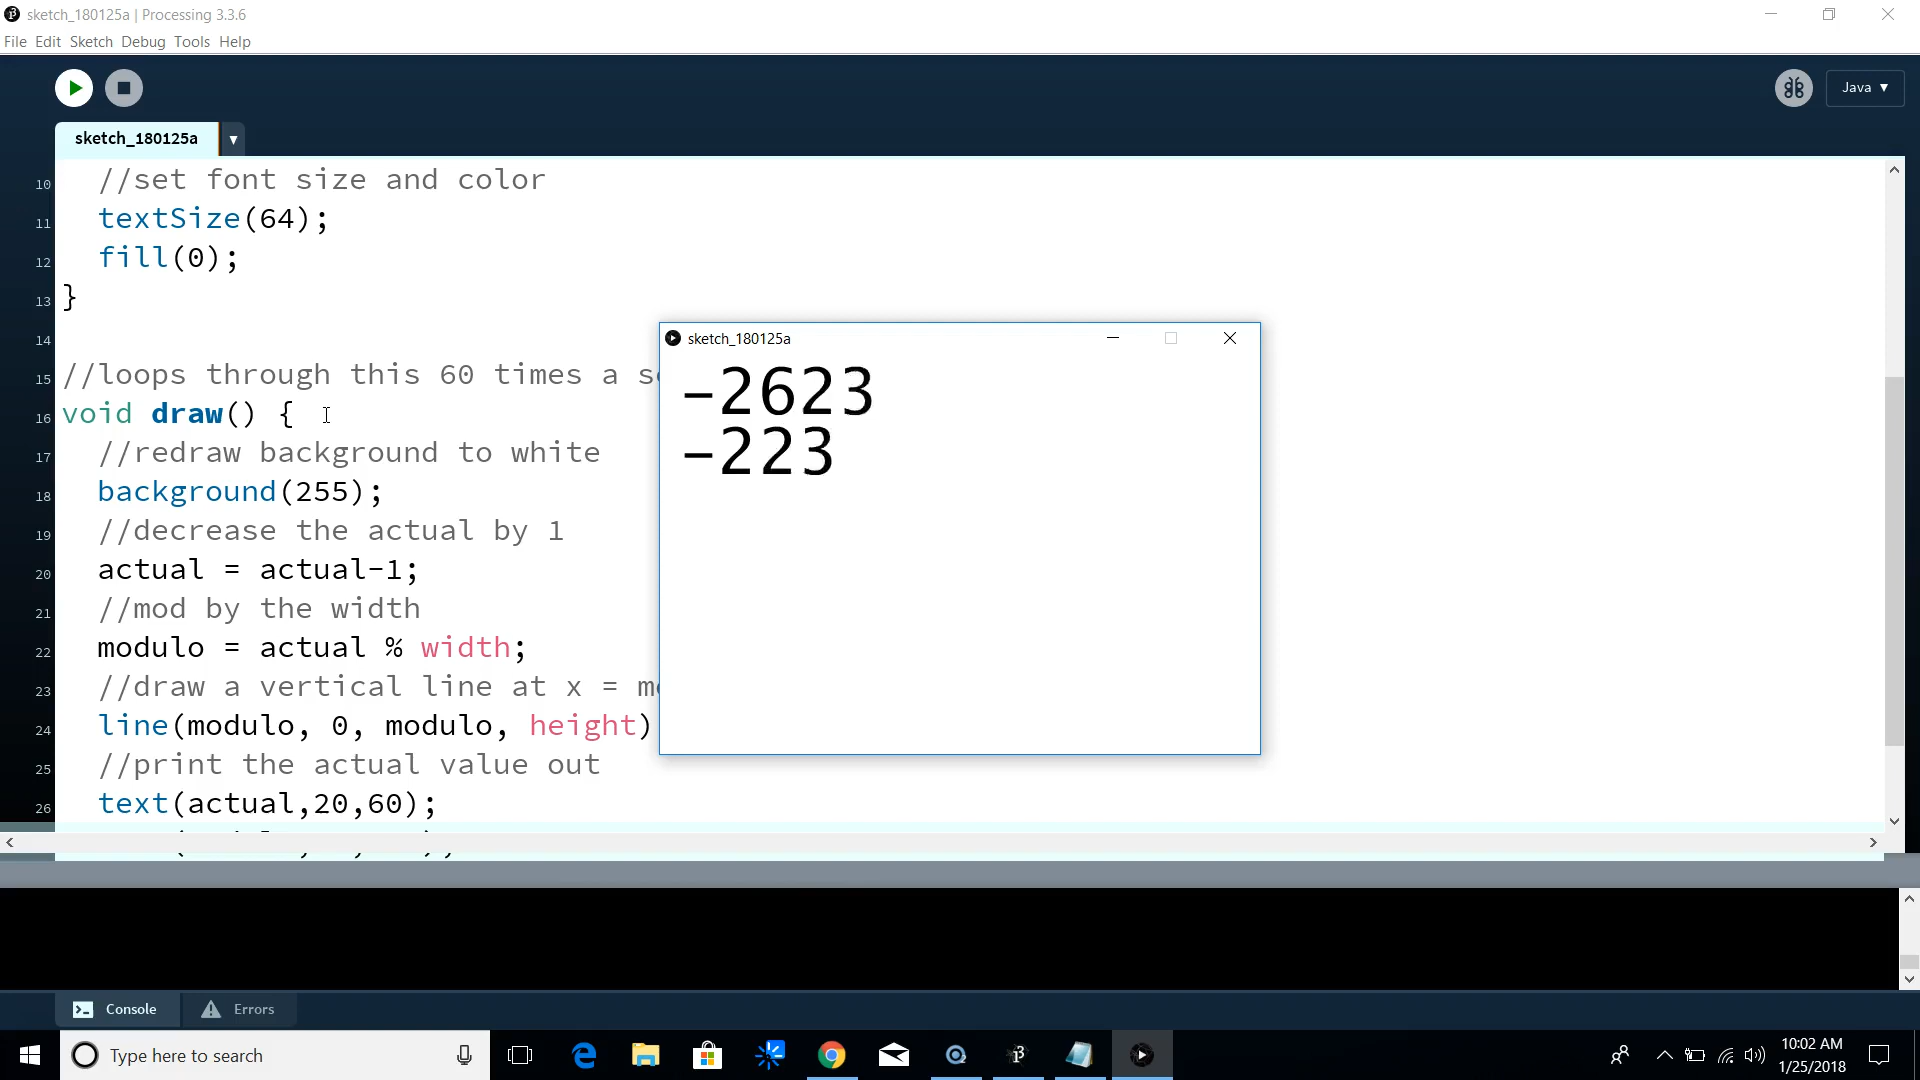 sketch_180125a | Processing 3.3.6
File Edit Sketch Debug Tools Help
Java ▼
sketch_180125a ▼
10 //set font size and color
11 textSize(64);
12 fill(0);
13 }
14
15 //loops through this 60 times a s
16 void draw() {
17 //redraw background to white
18 background(255);
19 //decrease the actual by 1
20 actual = actual-1;
21 //mod by the width
22 modulo = actual % width;
23 //draw a vertical line at x = m
24 line(modulo, 0, modulo, height)
25 //print the actual value out
26 text(actual,20,60);
sketch_180125a
-2623
-223
Console
Errors
Type here to search
10:02 AM
1/25/2018